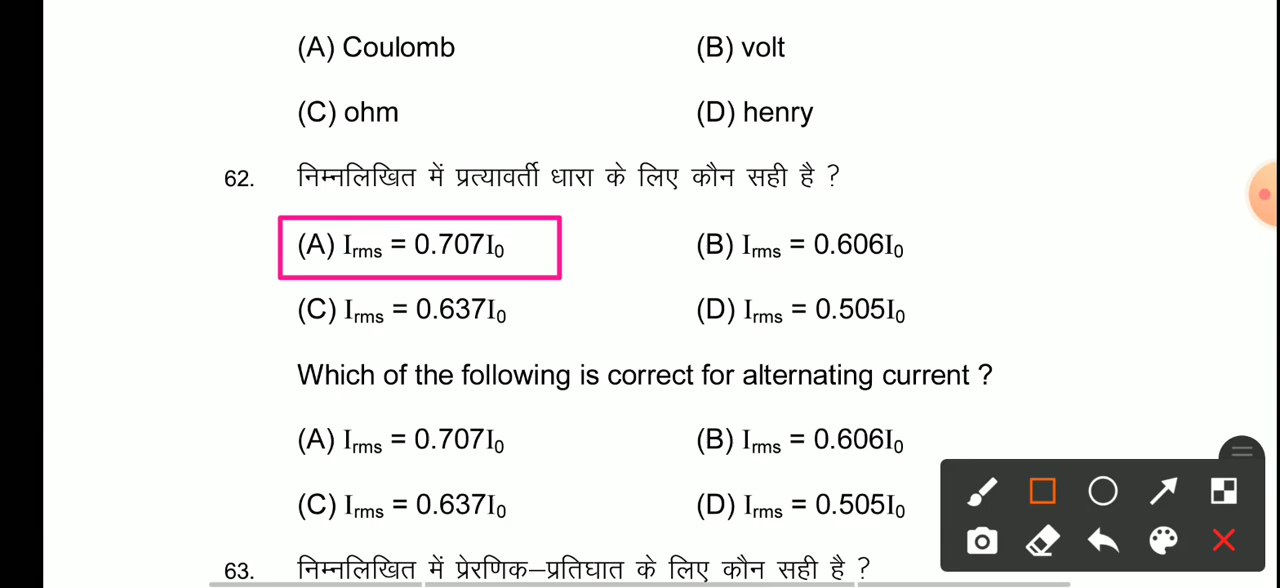 (A) Coulomb (B) volt
(C) ohm (D) henry
62. निम्नलिखित में प्रत्यावर्ती धारा के लिए कौन सही है ?
(A) Irms = 0.707I0 (B) Irms = 0.606I0
(C) Irms = 0.637I0 (D) Irms = 0.505I0
Which of the following is correct for alternating current ?
(A) Irms = 0.707I0 (B) Irms = 0.606I0
(C) Irms = 0.637I0 (D) Irms = 0.505I0
63. निम्नलिखित में प्रेरणिक–प्रतिघात के लिए कौन सही है ?